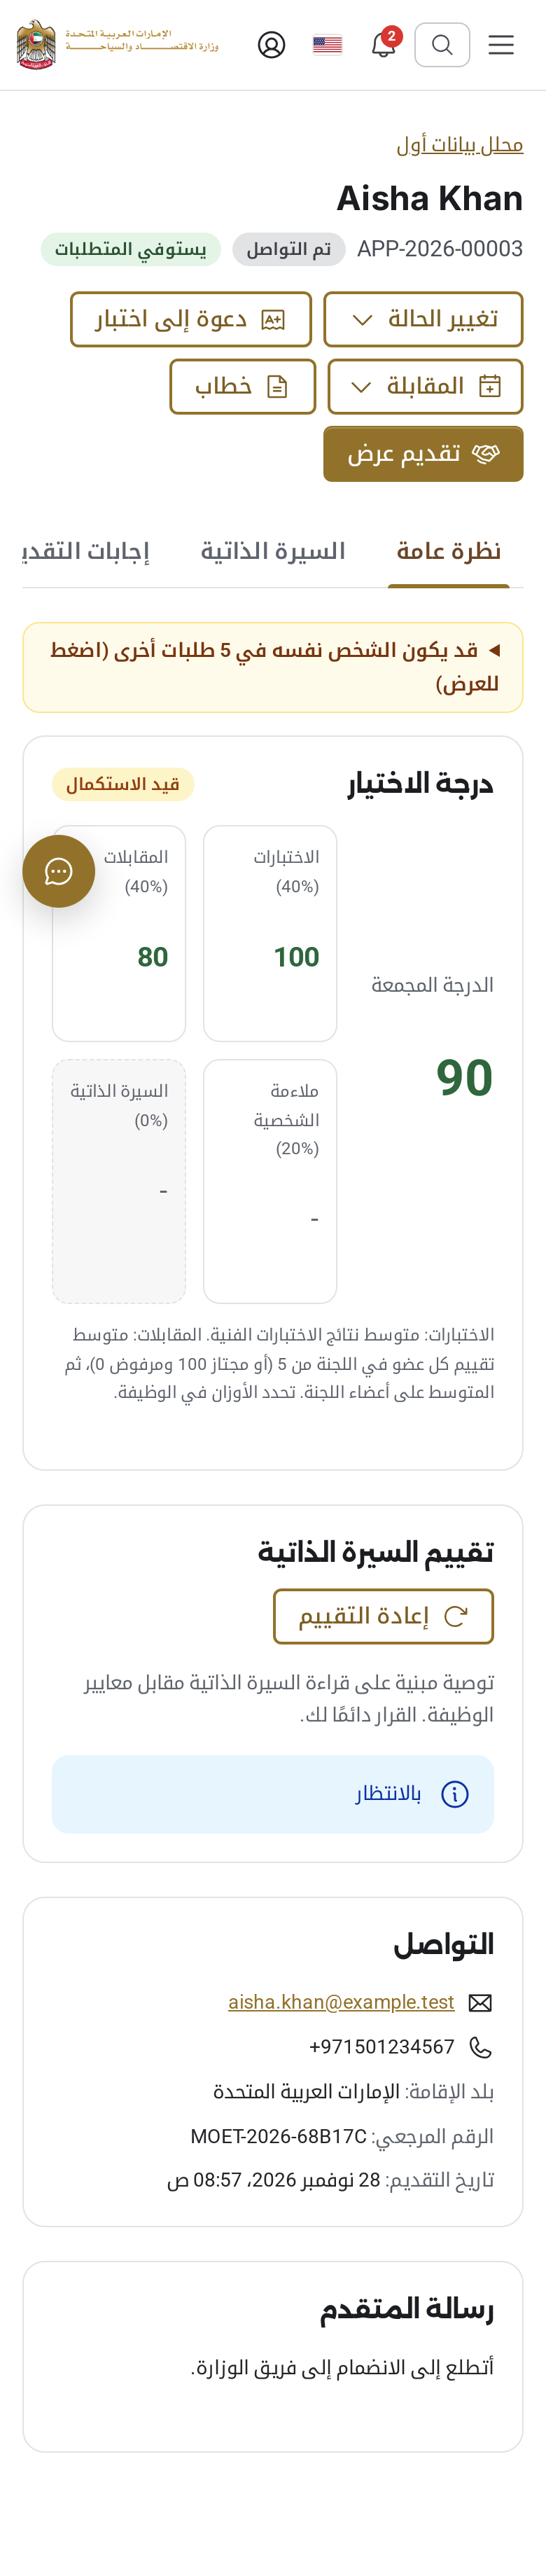 الإمارات العربية المتحدة
وزارة الاقتصاد والسياحة
2
محلل بيانات أول
Aisha Khan
APP-2026-00003 تم التواصل يستوفي المتطلبات
تغيير الحالة دعوة إلى اختبار
المقابلة خطاب
تقديم عرض
نظرة عامة السيرة الذاتية إجابات
قد يكون الشخص نفسه في 5 طلبات أخرى (اضغط
للعرض)
درجة الاختيار قيد الاستكمال
الدرجة المجمعة
90
الاختبارات
(40%)
100
المقابلات
(40%)
80
ملاءمة
الشخصية
(20%)
-
السيرة الذاتية
(0%)
-
الاختبارات: متوسط نتائج الاختبارات الفنية. المقابلات: متوسط
تقييم كل عضو في اللجنة من 5 (أو مجتاز 100 ومرفوض 0)، ثم
المتوسط على أعضاء اللجنة. تحدد الأوزان في الوظيفة.
تقييم السيرة الذاتية
إعادة التقييم
توصية مبنية على قراءة السيرة الذاتية مقابل معايير
الوظيفة. القرار دائمًا لك.
بالانتظار
التواصل
aisha.khan@example.test
+971501234567
بلد الإقامة: الإمارات العربية المتحدة
الرقم المرجعي: MOET-2026-68B17C
تاريخ التقديم: 28 نوفمبر 2026، 08:57 ص
رسالة المتقدم
أتطلع إلى الانضمام إلى فريق الوزارة.